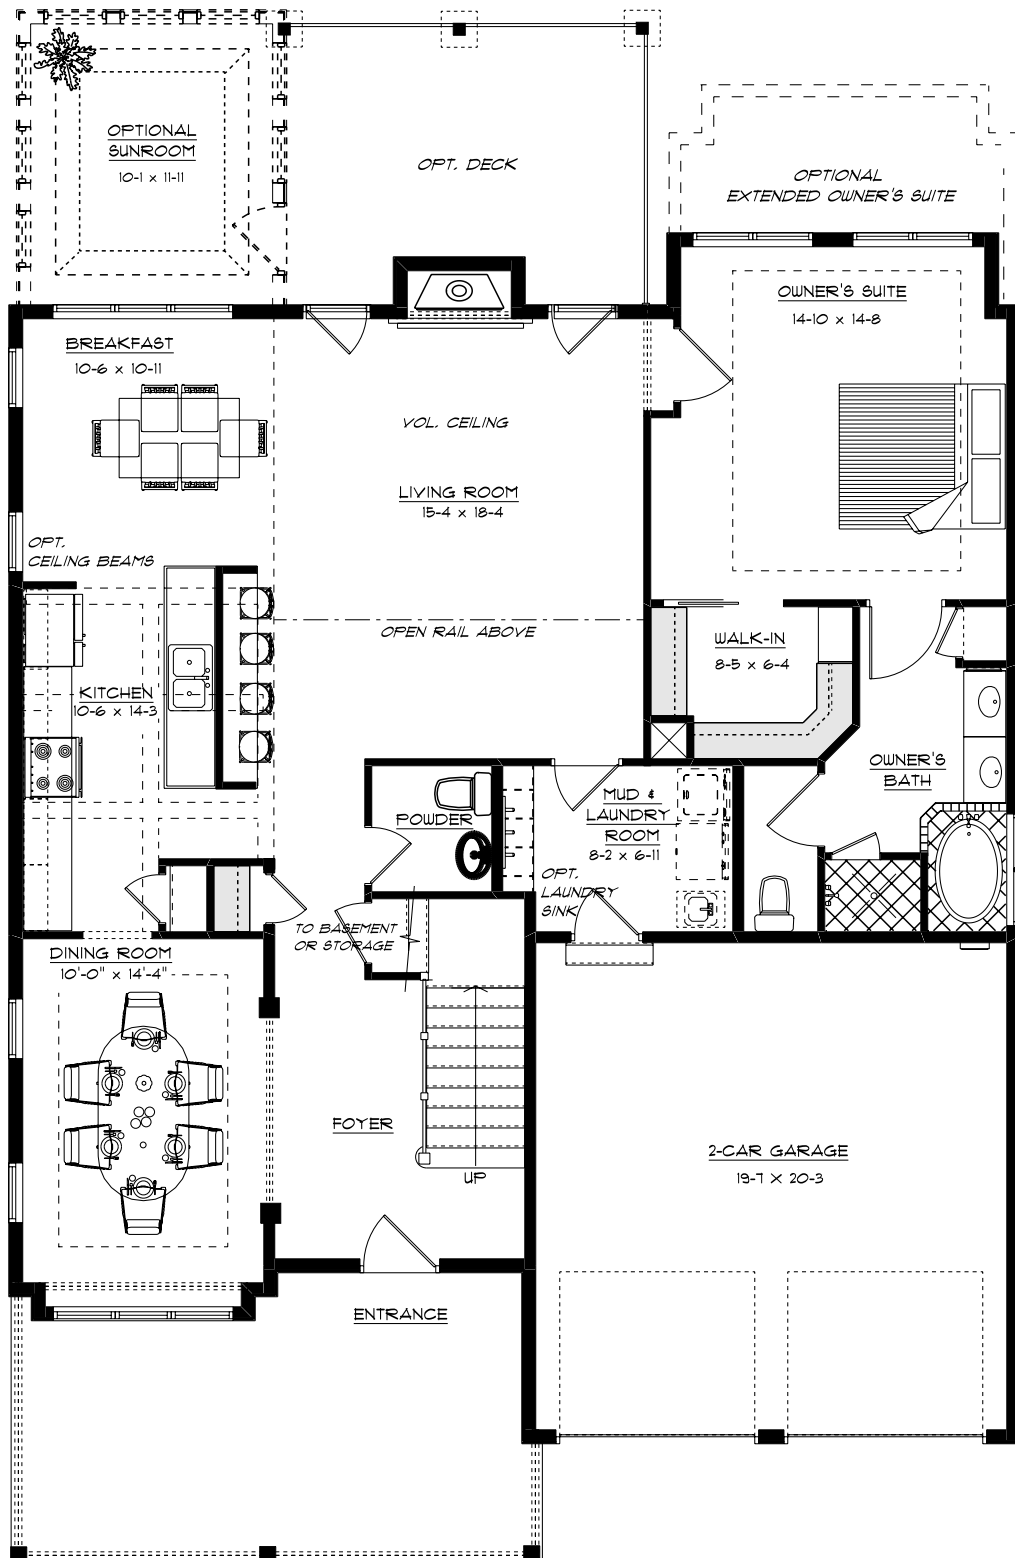 OPTIONAL
SUNROOM
10-1 x 11-11
OPT. DECK
OPTIONAL
EXTENDED OWNER'S SUITE
OWNER'S SUITE
14-10 x 14-8
BREAKFAST
10-6 x 10-11
VOL. CEILING
LIVING ROOM
15-4 x 18-4
OPT.
CEILING BEAMS
OPEN RAIL ABOVE
WALK-IN
8-5 x 6-4
KITCHEN
10-6 x 14-3
OWNER'S
BATH
POWDER
MUD &
LAUNDRY
ROOM
8-2 x 6-11
OPT.
LAUNDRY
SINK
TO BASEMENT
OR STORAGE
DINING ROOM
10'-0" x 14'-4"
FOYER
UP
2-CAR GARAGE
19-7 X 20-3
ENTRANCE